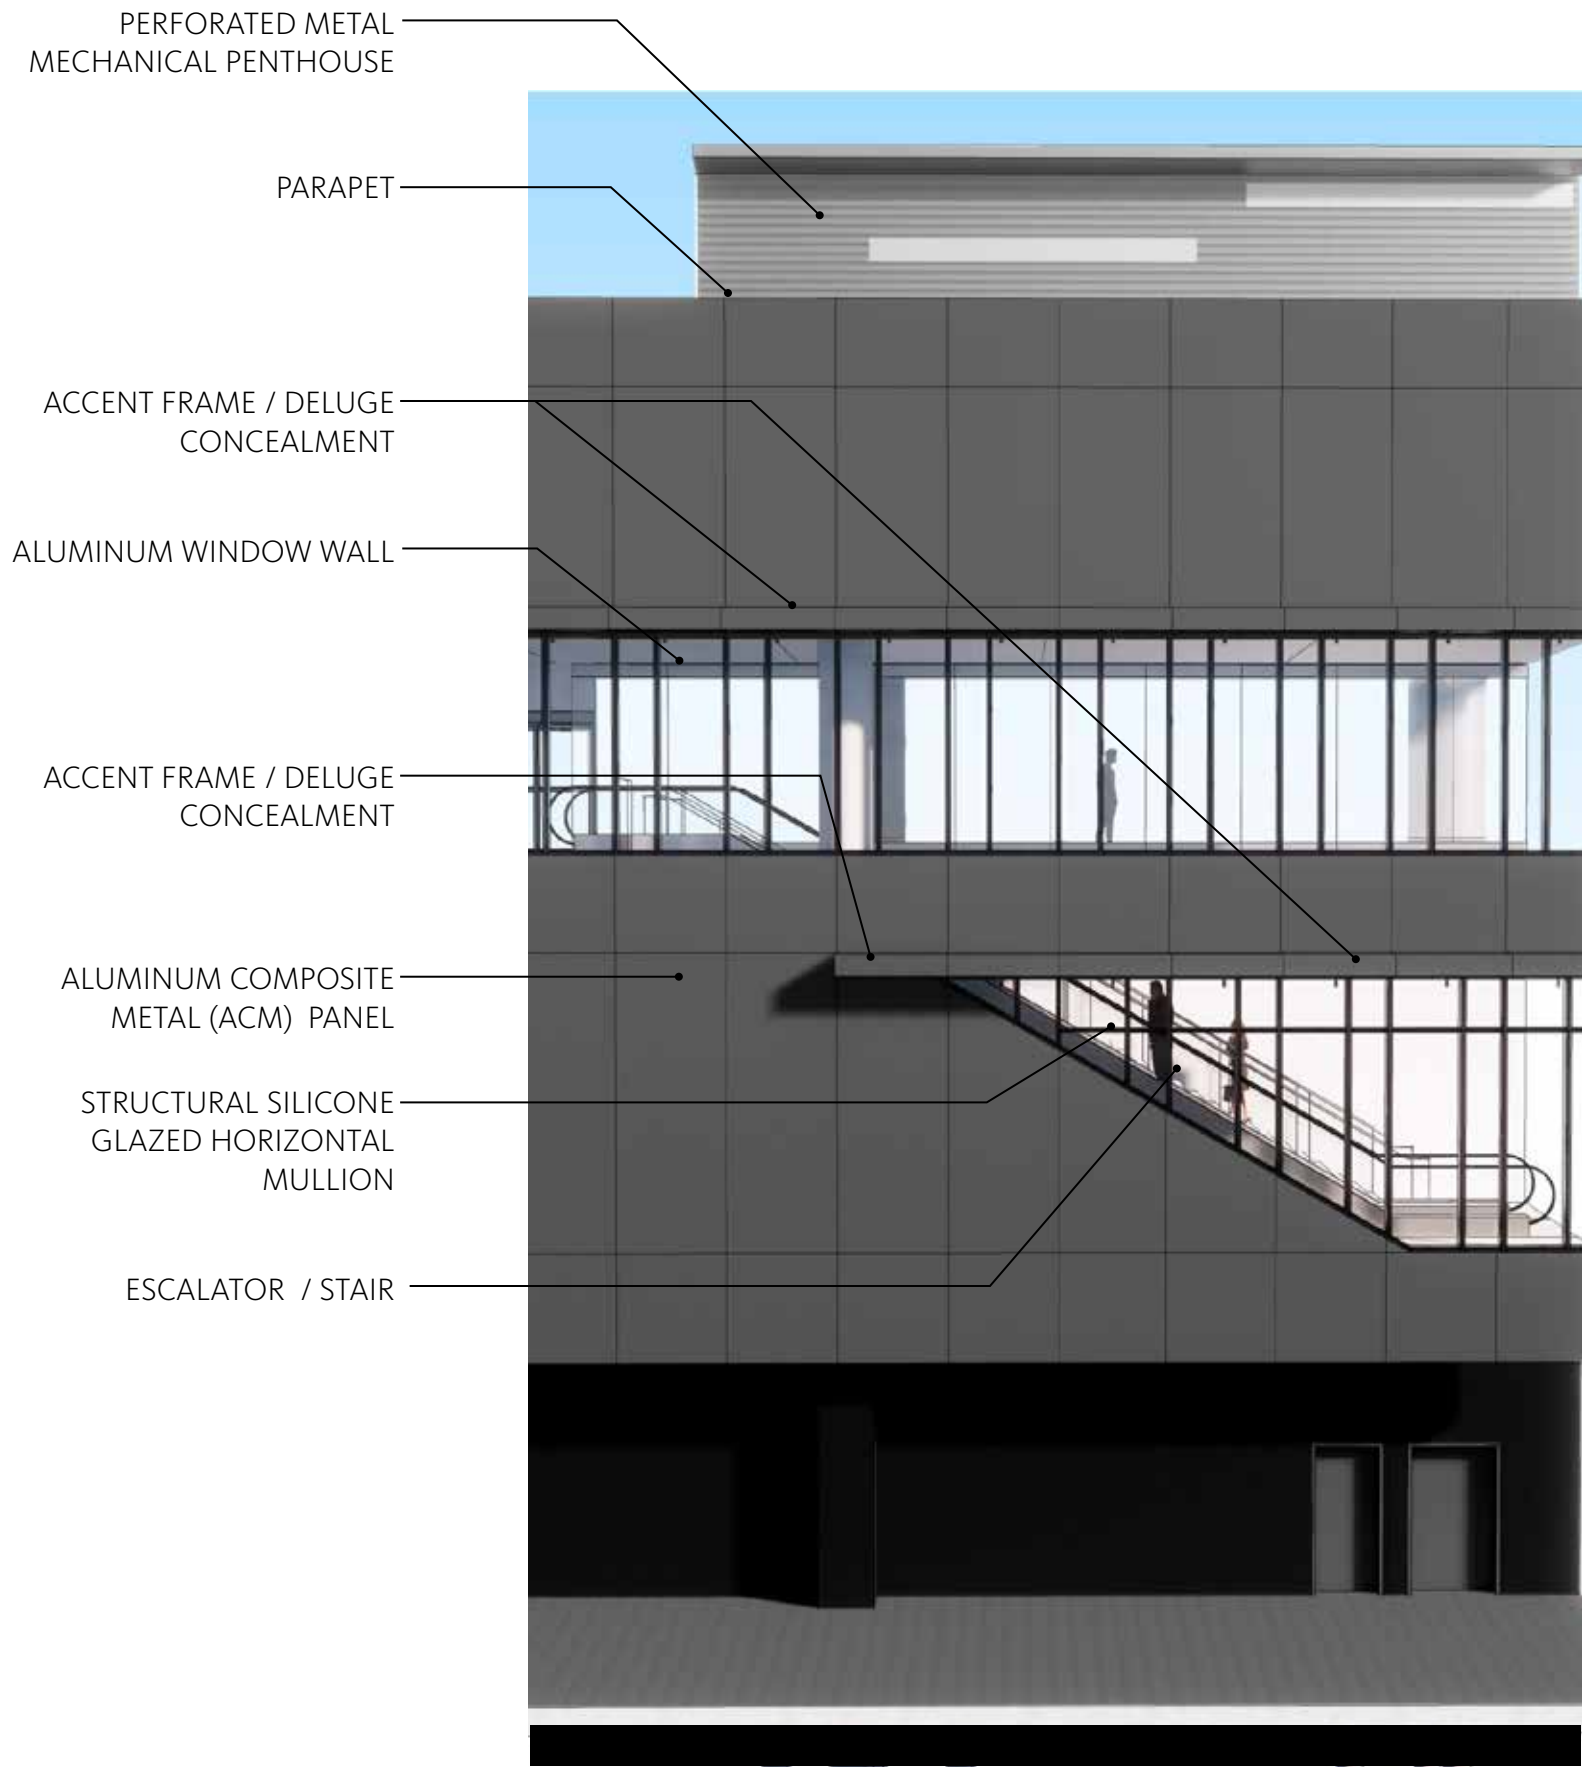 PERFORATED METAL
MECHANICAL PENTHOUSE
PARAPET
ACCENT FRAME / DELUGE
CONCEALMENT
ALUMINUM WINDOW WALL
ACCENT FRAME / DELUGE
CONCEALMENT
ALUMINUM COMPOSITE
METAL (ACM) PANEL
STRUCTURAL SILICONE
GLAZED HORIZONTAL
MULLION
ESCALATOR / STAIR